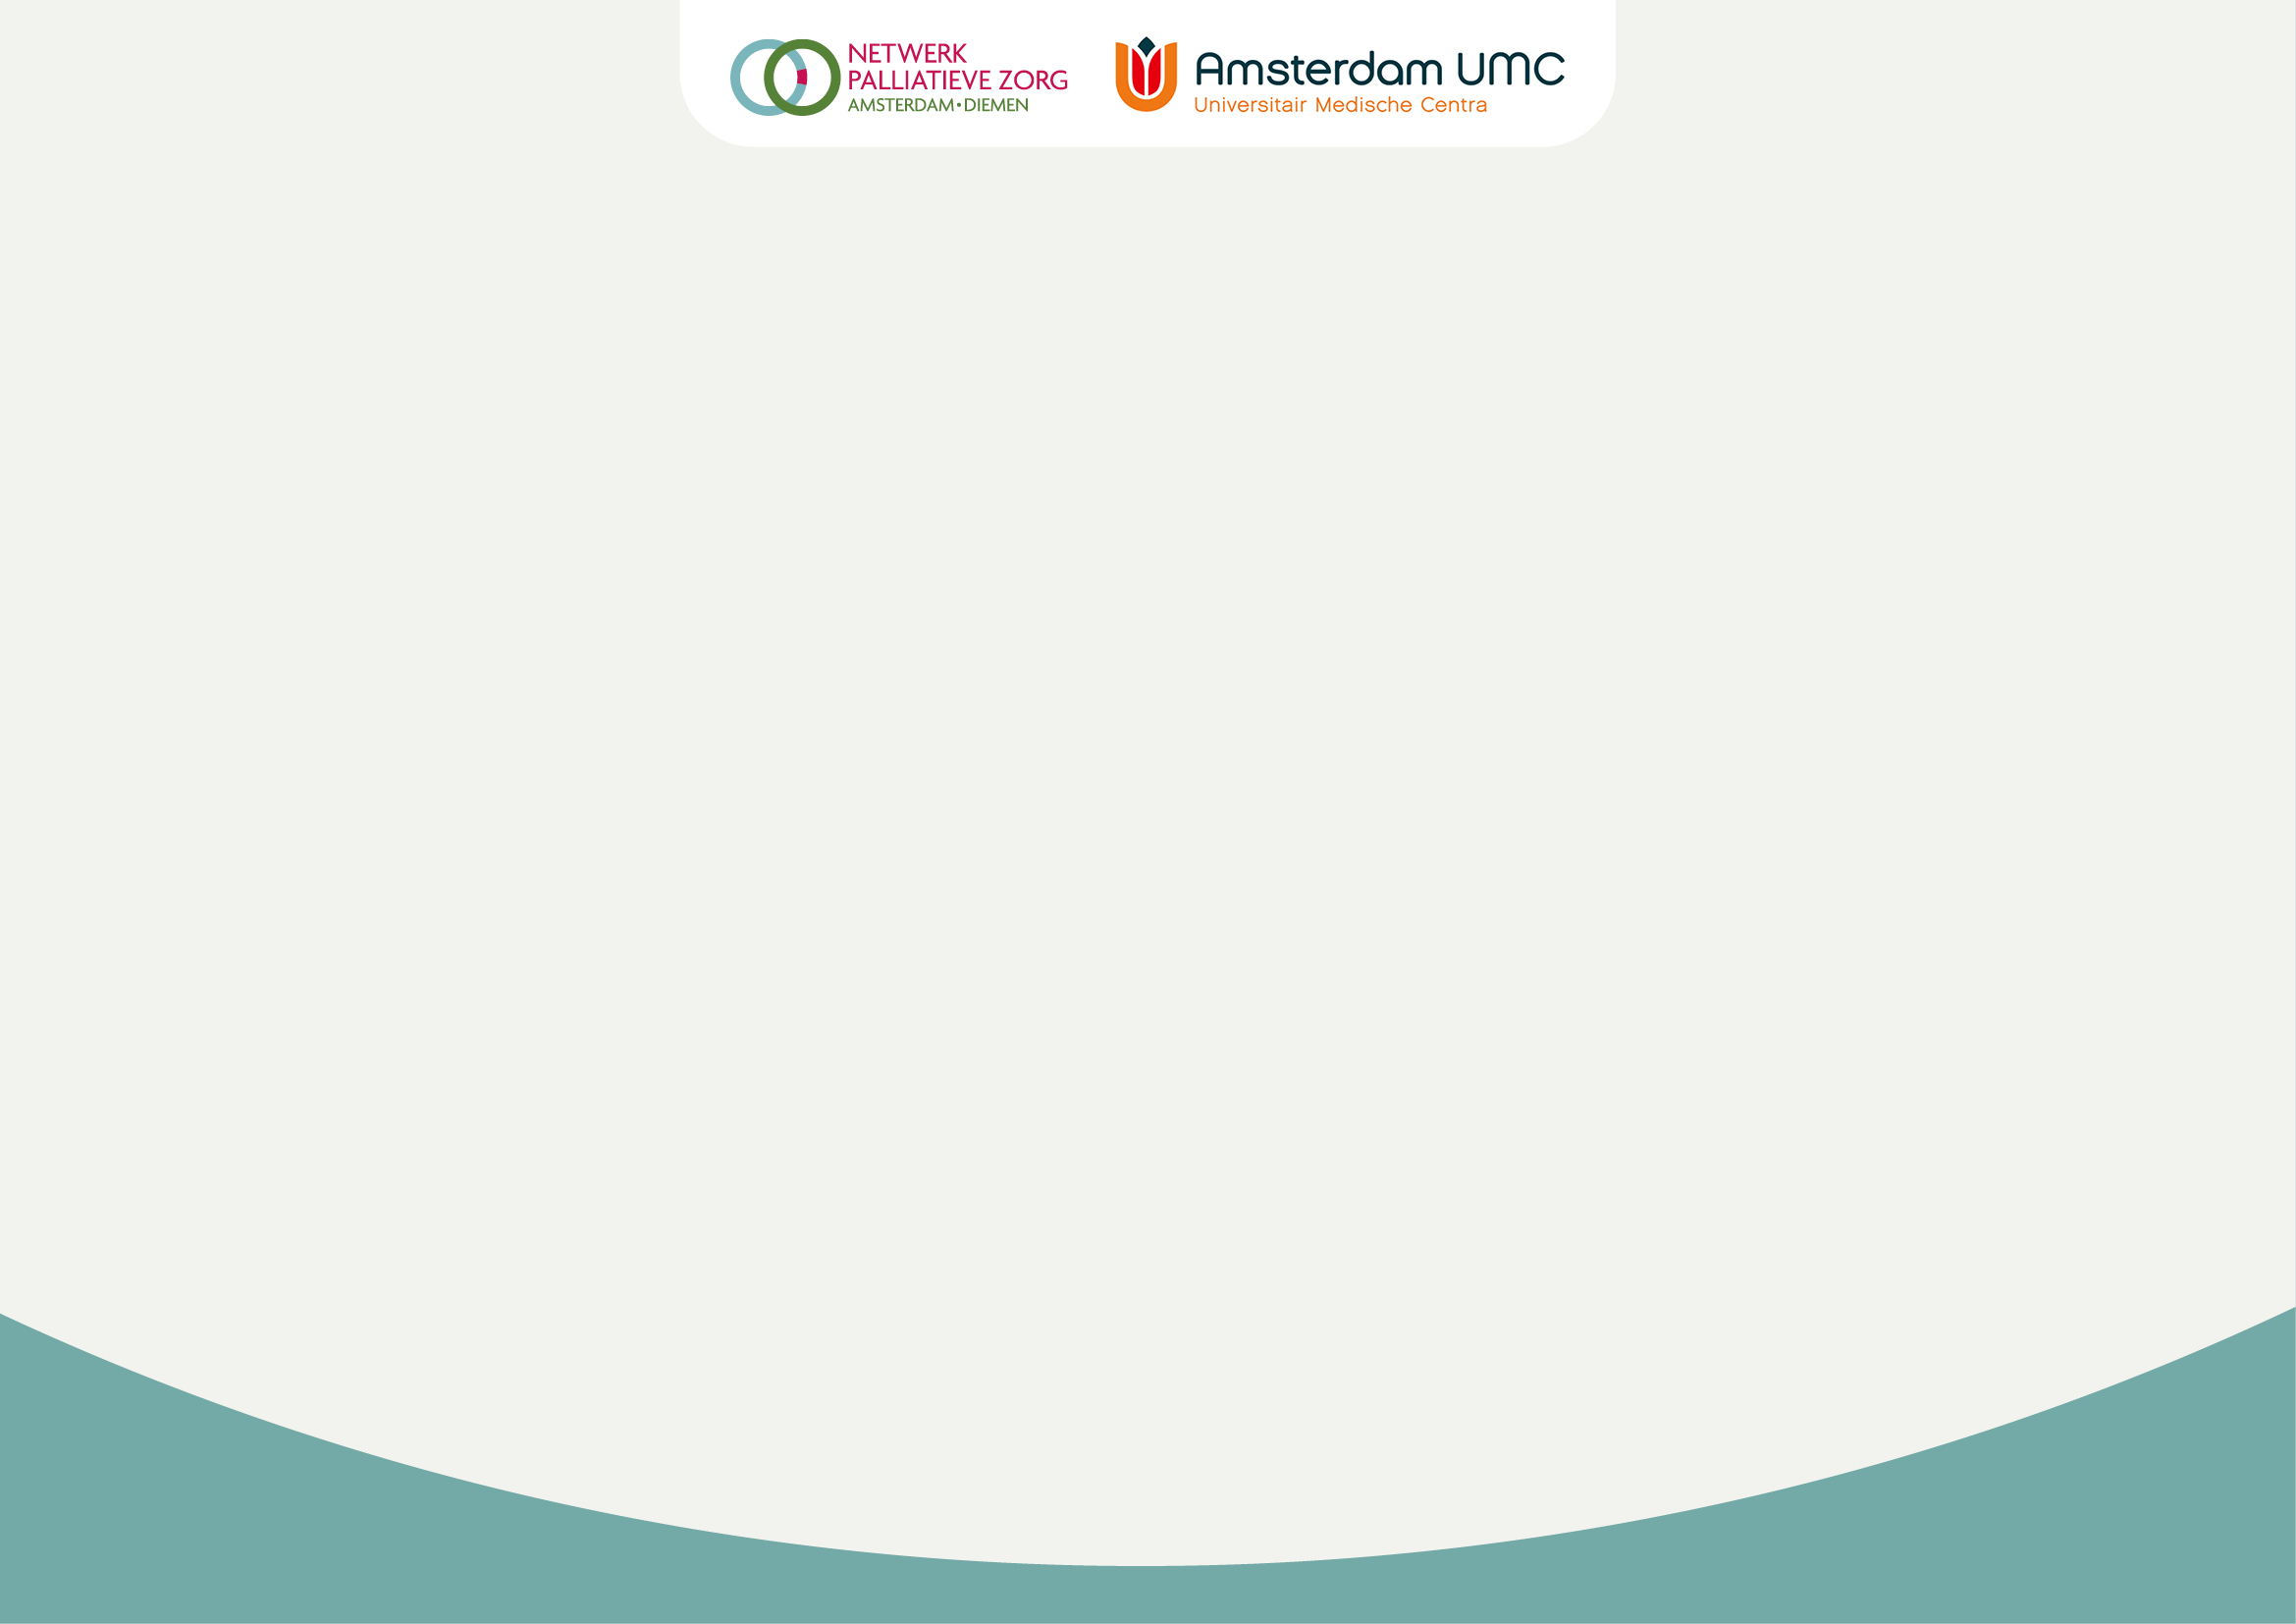 NETWERK
PALLIATIEVE ZORG
AMSTERDAM•DIEMEN
Amsterdam UMC
Universitair Medische Centra